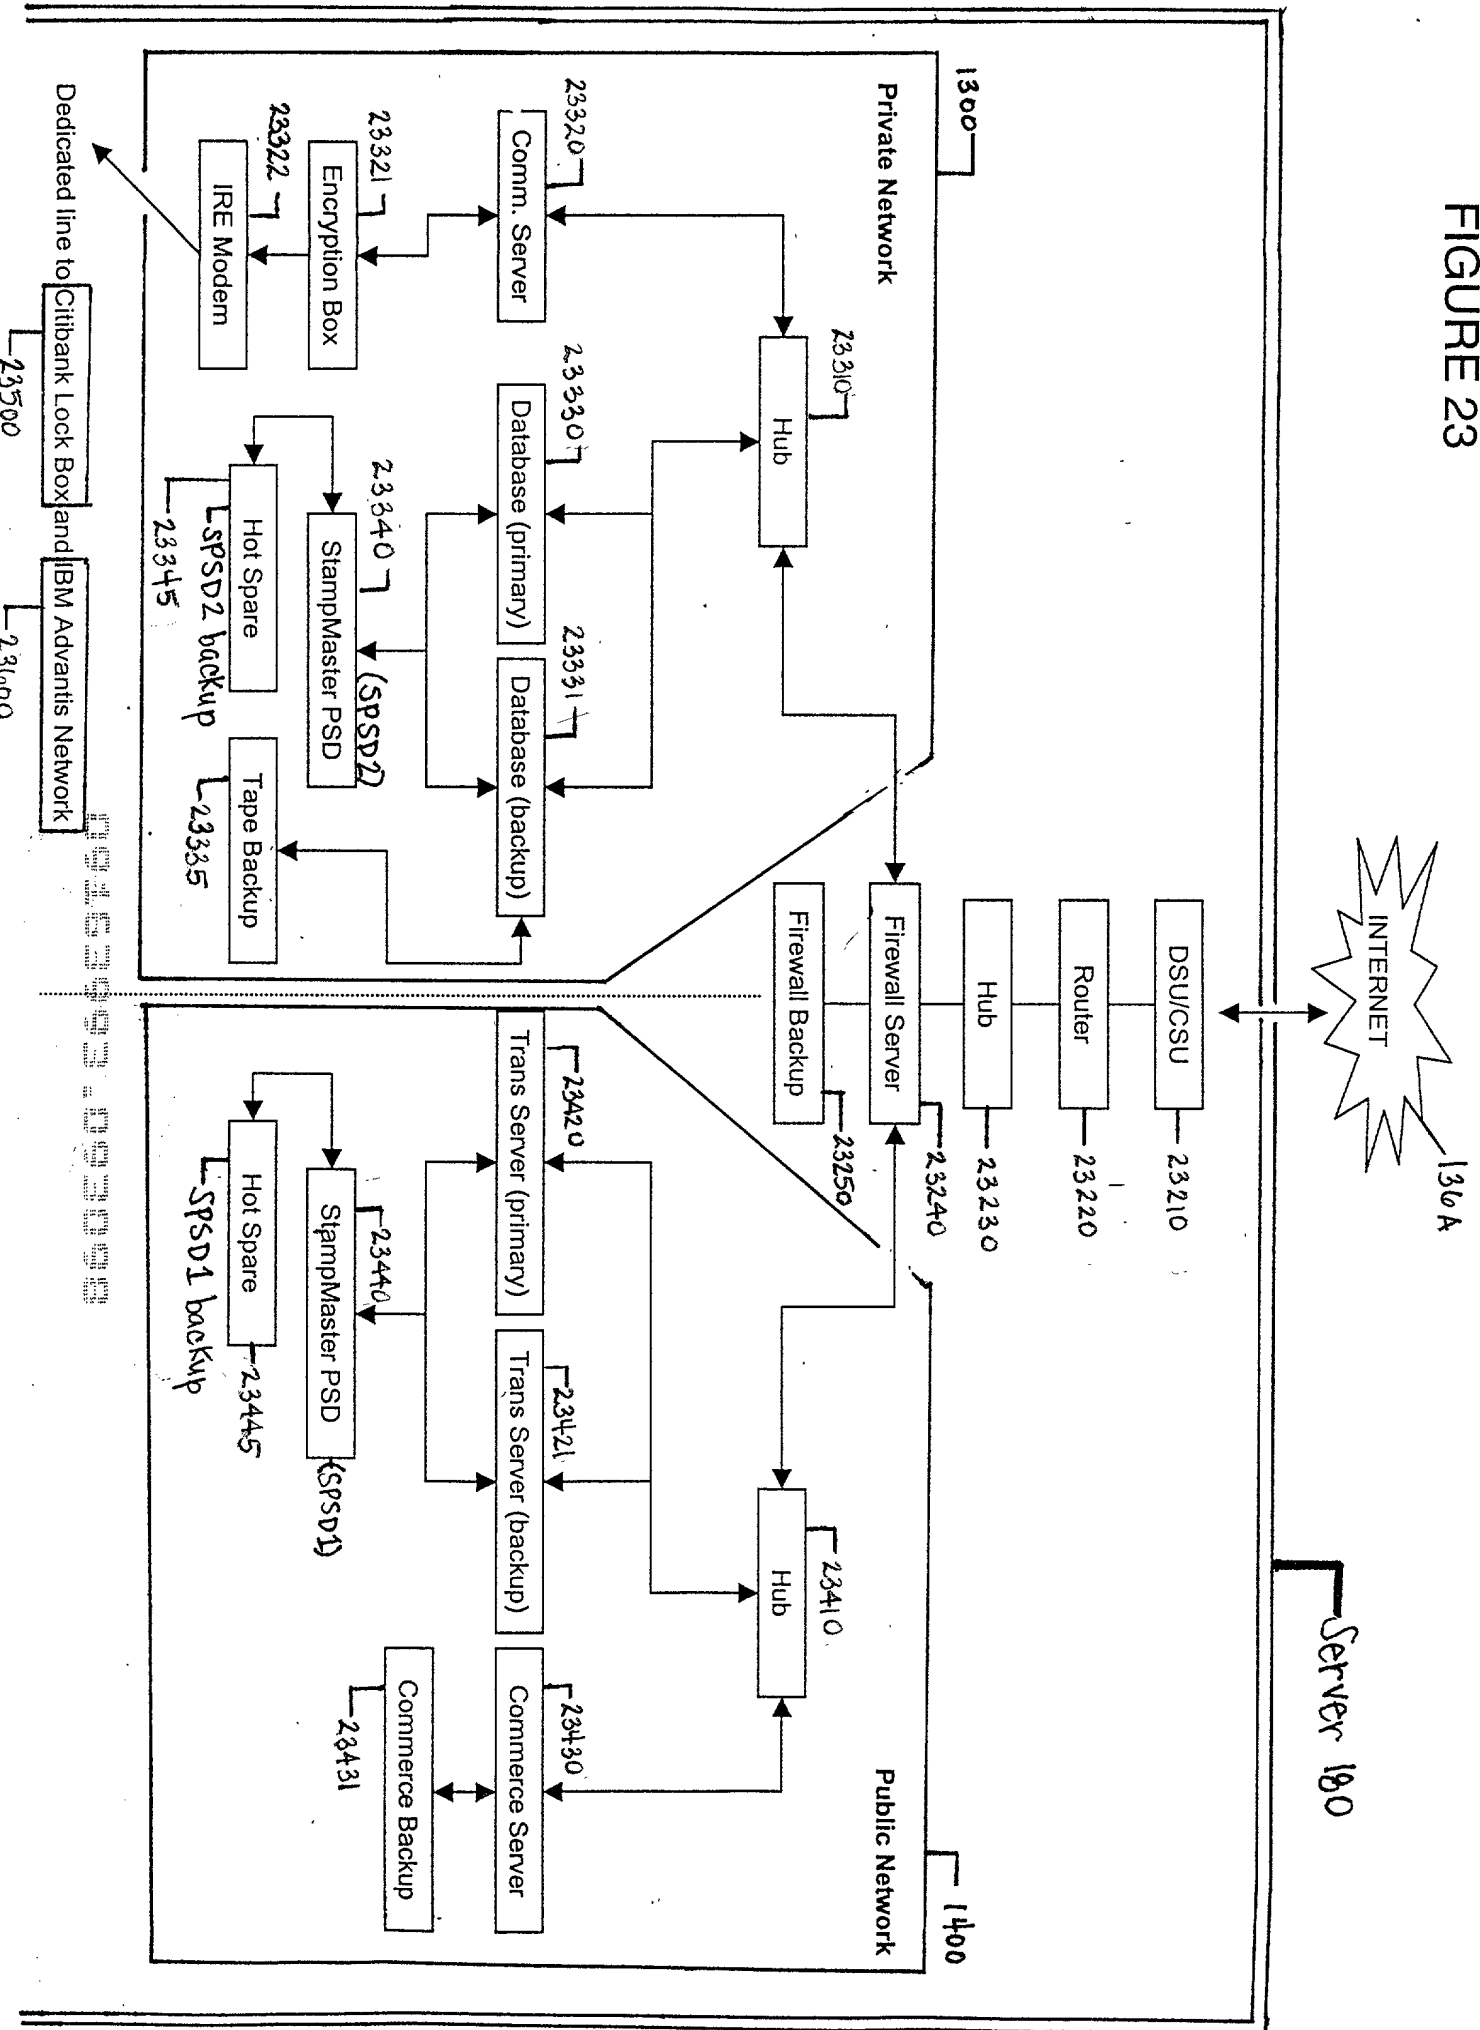 FIGURE 23
INTERNET
136A
Server 180
DSU/CSU
23210
Router
23220
Hub
23230
Firewall Server
23240
Firewall Backup
23250
1300
Private Network
Hub
23310
23320
Comm. Server
23321
Encryption Box
23322
IRE Modem
23330
Database (primary)
23331
Database (backup)
23340
(SPSD2)
StampMaster PSD
Hot Spare
SPSD2 backup
23345
Tape Backup
23335
Dedicated line to Citibank Lock Box and IBM Advantis Network
23500
23600
1400
Public Network
Hub
23410
Trans Server (primary)
23420
Trans Server (backup)
23421
Commerce Server
23430
Commerce Backup
23431
23440
StampMaster PSD
(SPSD1)
Hot Spare
23445
SPSD1 backup